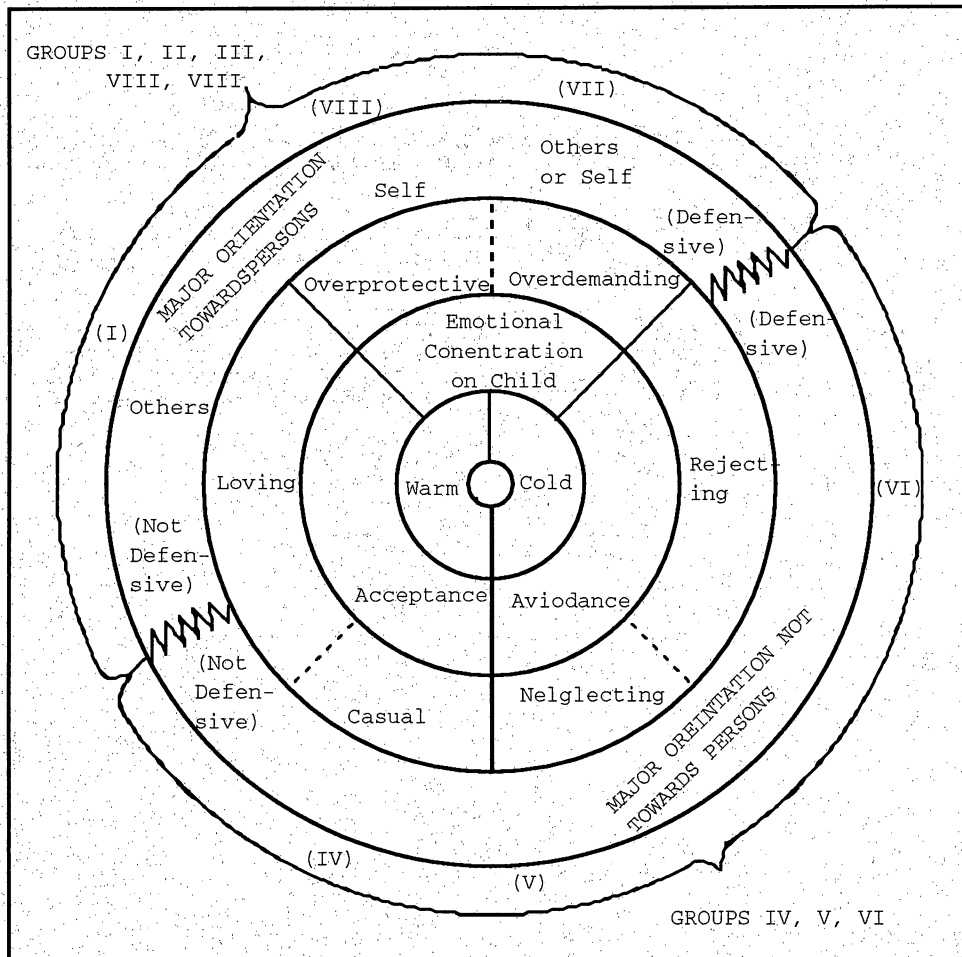 GROUPS I, II, III,
VIII, VIII
(VIII)
(VII)
MAJOR ORIENTATION
TOWARDSPERSONS
Self
Others
or Self
(Defen-
sive)
(Defen-
sive)
Overprotective
Overdemanding
Emotional
Conentration
on Child
(I)
Others
Loving
Warm
Cold
Reject-
ing
(VI)
(Not
Defen-
sive)
(Not
Defen-
sive)
Acceptance
Aviodance
Casual
Nelglecting
MAJOR OREINTATION NOT
TOWARDS PERSONS
(IV)
(V)
GROUPS IV, V, VI